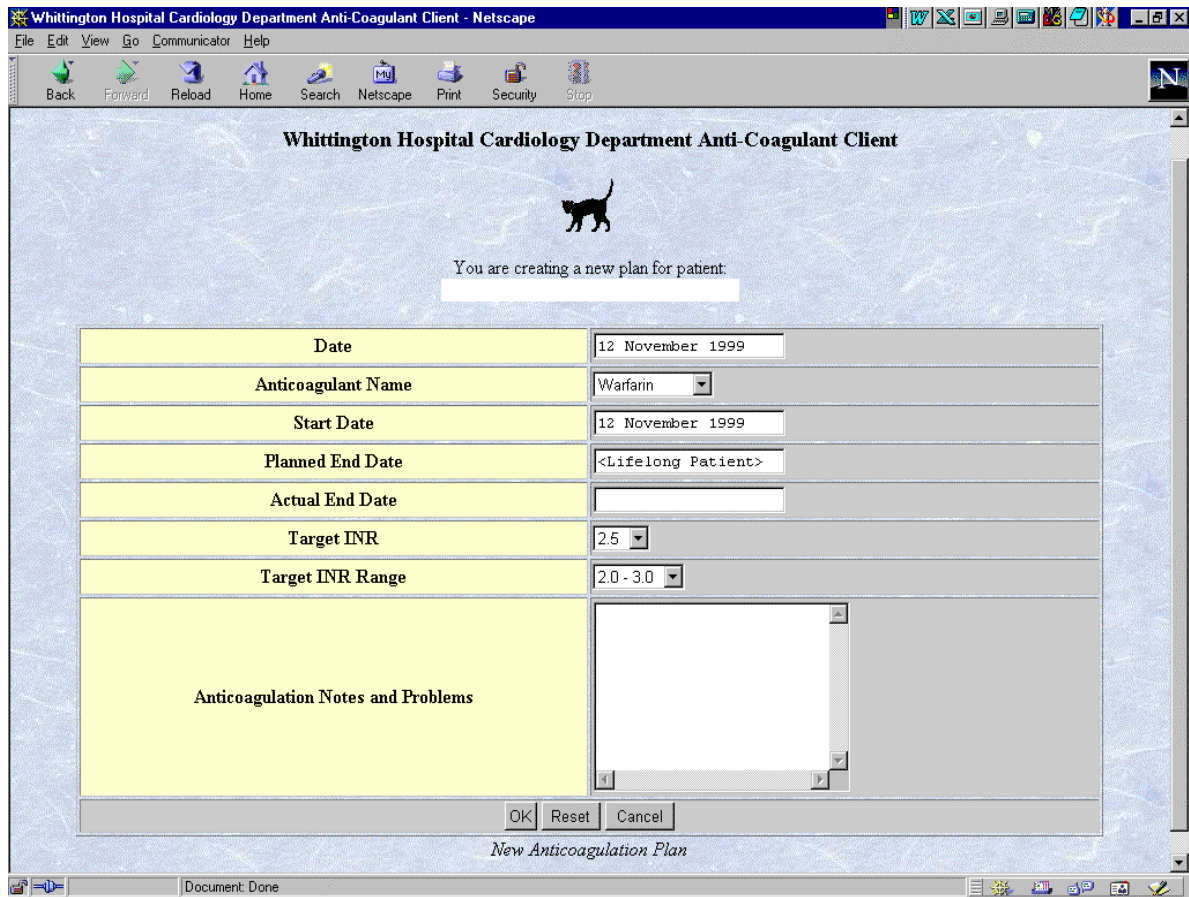 Whittington Hospital Cardiology Department Anti-Coagulant Client - Netscape
File Edit View Go Communicator Help
Back Forward Reload Home Search Netscape Print Security Stop
Whittington Hospital Cardiology Department Anti-Coagulant Client
You are creating a new plan for patient:
Date 12 November 1999
Anticoagulant Name Warfarin
Start Date 12 November 1999
Planned End Date <Lifelong Patient>
Actual End Date
Target INR 2.5
Target INR Range 2.0 - 3.0
Anticoagulation Notes and Problems
OK Reset Cancel
New Anticoagulation Plan
Document: Done